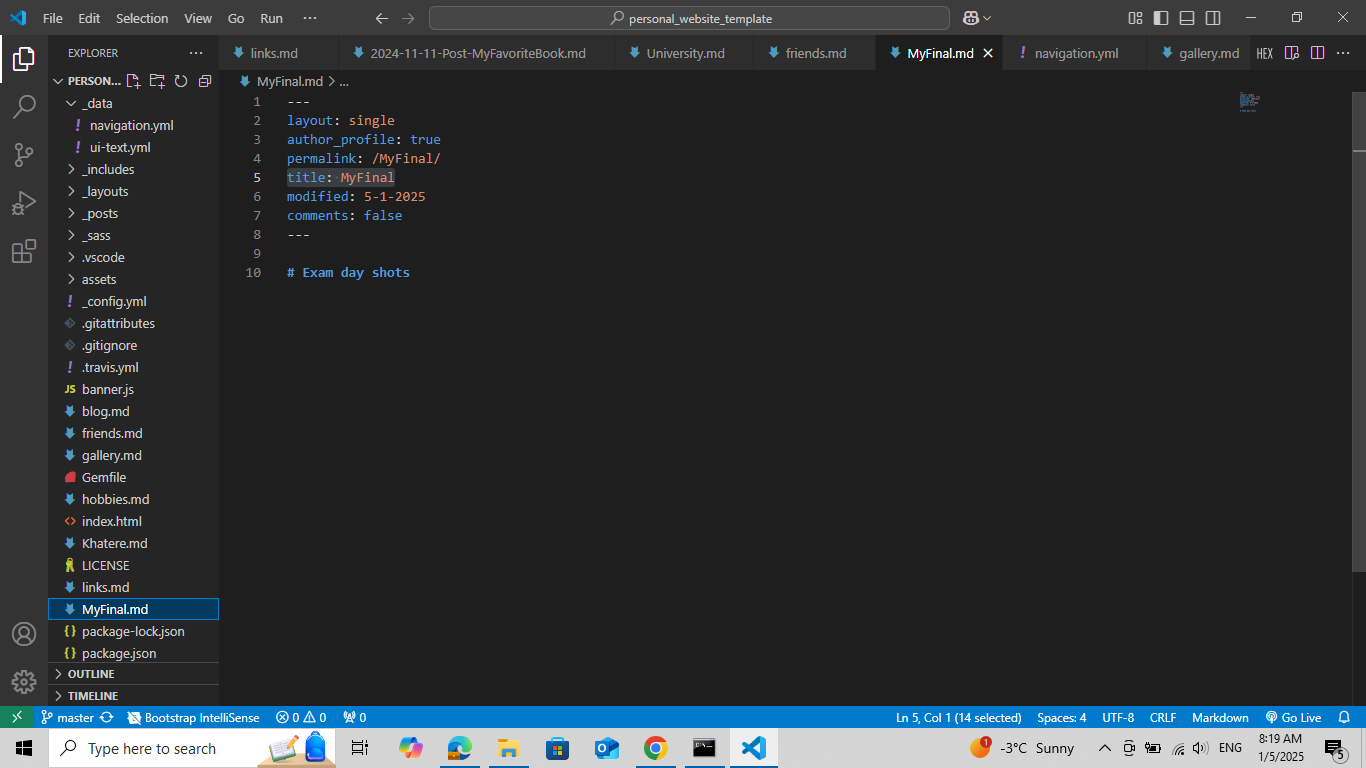 File Edit Selection View Go Run ··· personal_website_template
EXPLORER ···
links.md 2024-11-11-Post-MyFavoriteBook.md University.md friends.md MyFinal.md navigation.yml gallery.md HEX ···
PERSON...
_data
navigation.yml
ui-text.yml
_includes
_layouts
_posts
_sass
.vscode
assets
_config.yml
.gitattributes
.gitignore
.travis.yml
JS banner.js
blog.md
friends.md
gallery.md
Gemfile
hobbies.md
<> index.html
Khatere.md
LICENSE
links.md
MyFinal.md
{} package-lock.json
{} package.json
OUTLINE
TIMELINE
MyFinal.md > ...
1 ---
2 layout: single
3 author_profile: true
4 permalink: /MyFinal/
5 title: MyFinal
6 modified: 5-1-2025
7 comments: false
8 ---
9
10 # Exam day shots
master Bootstrap IntelliSense 0 0 0 Ln 5, Col 1 (14 selected) Spaces: 4 UTF-8 CRLF Markdown Go Live
Type here to search 1 -3°C Sunny ENG 8:19 AM
1/5/2025 5